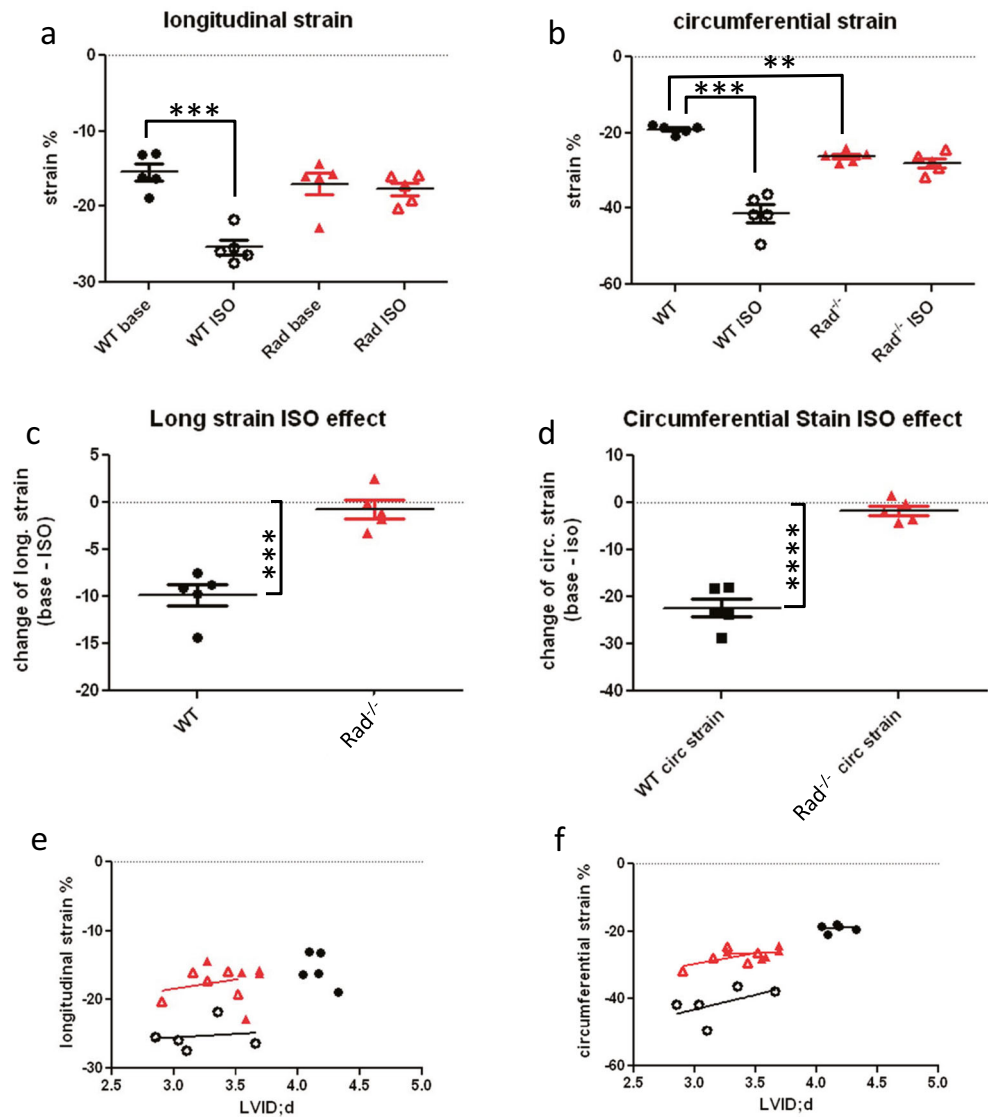 a
longitudinal strain
0
-10
-20
-30
strain %
***
WT base
WT ISO
Rad base
Rad ISO
b
circumferential strain
0
-20
-40
-60
strain %
**
***
WT
WT ISO
Rad-/-
Rad-/- ISO
c
Long strain ISO effect
5
0
-5
-10
-15
-20
change of long. strain
(base - ISO)
***
WT
Rad-/-
d
Circumferential Stain ISO effect
10
0
-10
-20
-30
-40
change of circ. strain
(base - iso)
****
WT circ strain
Rad-/- circ strain
e
0
-10
-20
-30
longitudinal strain %
2.5 3.0 3.5 4.0 4.5 5.0
LVID;d
f
0
-20
-40
-60
circumferential strain %
2.5 3.0 3.5 4.0 4.5 5.0
LVID;d